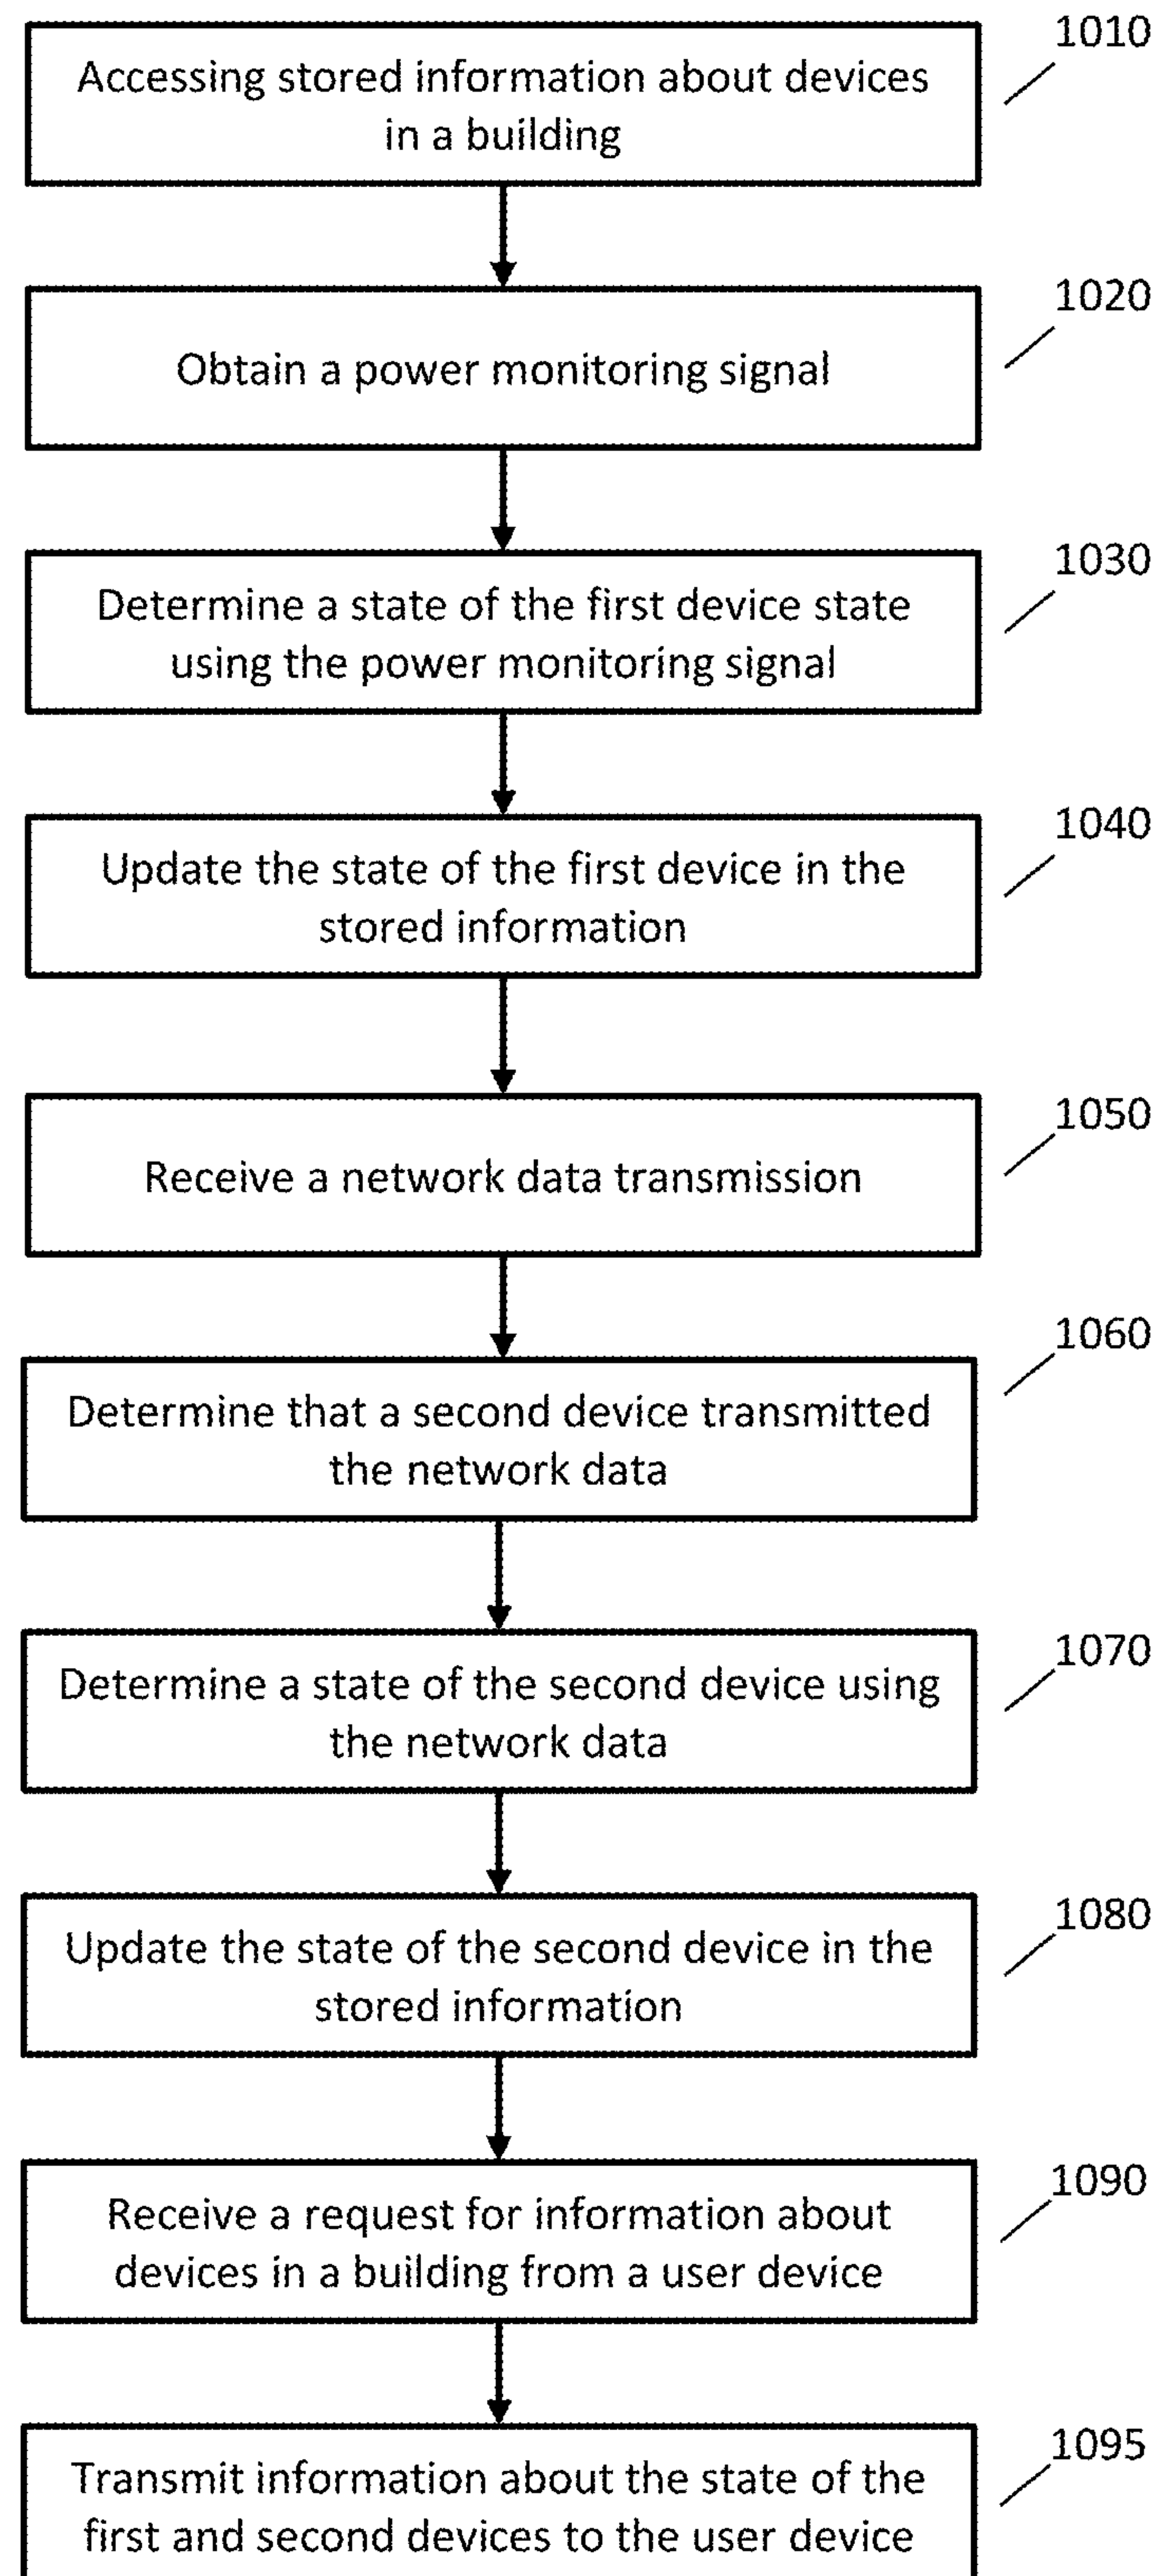 1010
Accessing stored information about devices
in a building
1020
Obtain a power monitoring signal
1030
Determine a state of the first device state
using the power monitoring signal
1040
Update the state of the first device in the
stored information
1050
Receive a network data transmission
1060
Determine that a second device transmitted
the network data
1070
Determine a state of the second device using
the network data
1080
Update the state of the second device in the
stored information
1090
Receive a request for information about
devices in a building from a user device
1095
Transmit information about the state of the
first and second devices to the user device